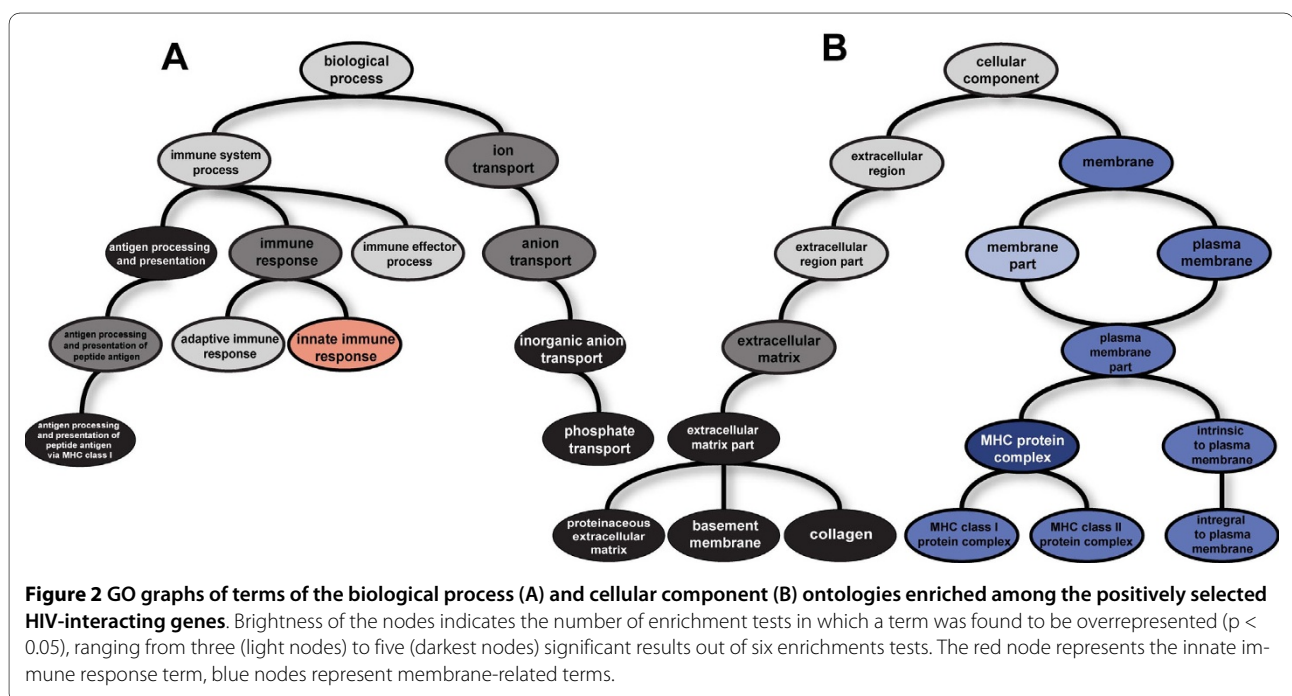 A
biological
process
immune system
process
ion
transport
antigen processing
and presentation
immune
response
immune effector
process
anion
transport
antigen processing
and presentation of
peptide antigen
adaptive immune
response
innate immune
response
inorganic anion
transport
antigen processing
and presentation of
peptide antigen
via MHC class I
phosphate
transport
B
cellular
component
extracellular
region
membrane
extracellular
region part
membrane
part
plasma
membrane
extracellular
matrix
plasma
membrane
part
extracellular
matrix part
MHC protein
complex
intrinsic
to plasma
membrane
proteinaceous
extracellular
matrix
basement
membrane
collagen
MHC class I
protein complex
MHC class II
protein complex
intregral
to plasma
membrane
Figure 2 GO graphs of terms of the biological process (A) and cellular component (B) ontologies enriched among the positively selected
HIV-interacting genes. Brightness of the nodes indicates the number of enrichment tests in which a term was found to be overrepresented (p <
0.05), ranging from three (light nodes) to five (darkest nodes) significant results out of six enrichments tests. The red node represents the innate im-
mune response term, blue nodes represent membrane-related terms.